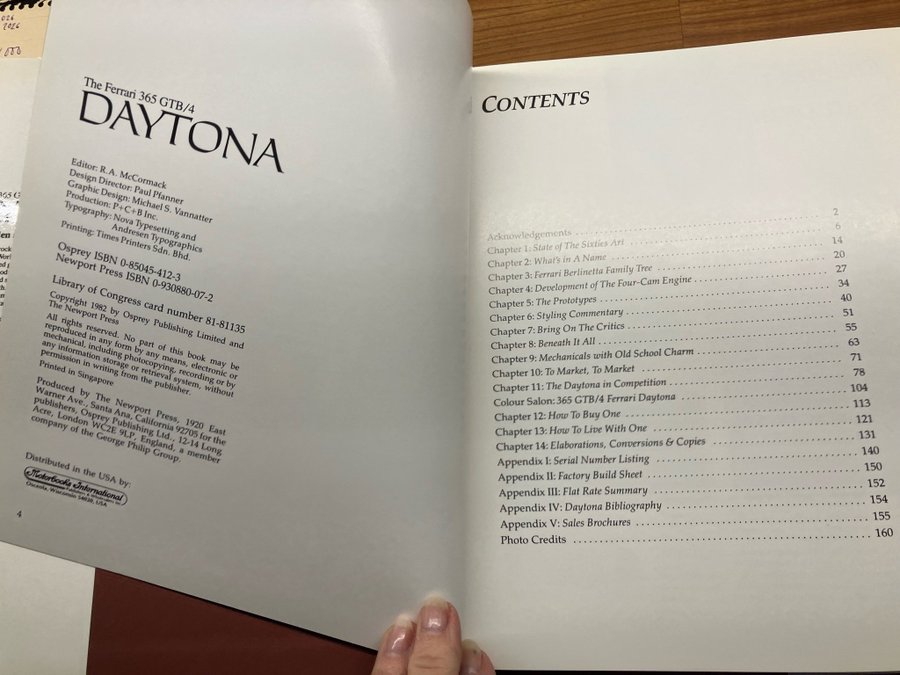 2026
The Ferrari 365 GTB/4
DAYTONA
Editor: R.A. McCormack
Design Director: Paul Pfanner
Graphic Design: Michael S. Vannatter
Production: P+C+B Inc.
Typography: Nova Typesetting and
Andresen Typographics
Printing: Times Printers Sdn. Bhd.
Osprey ISBN 0-85045-412-3
Newport Press ISBN 0-930880-07-2
Library of Congress card number 81-81135
Copyright 1982 by Osprey Publishing Limited and
The Newport Press
All rights reserved. No part of this book may be
reproduced in any form by any means, electronic or
mechanical, including photocopying, recording or by
any information storage or retrieval system, without
permission in writing from the publisher.
Printed in Singapore
Produced by The Newport Press, 1920 East
Warner Ave., Santa Ana, California 92705 for the
publishers, Osprey Publishing Ltd., 12-14 Long
Acre, London WC2E 9LP, England, a member
company of the George Philip Group.
Distributed in the USA by:
Motorbooks International
Osceola, Wisconsin 54020, USA
4
CONTENTS
Acknowledgements 2
Chapter 1: State of The Sixties Art 6
Chapter 2: What's in A Name 14
Chapter 3: Ferrari Berlinetta Family Tree 20
Chapter 4: Development of The Four-Cam Engine 27
Chapter 5: The Prototypes 34
Chapter 6: Styling Commentary 40
Chapter 7: Bring On The Critics 51
Chapter 8: Beneath It All 55
Chapter 9: Mechanicals with Old School Charm 63
Chapter 10: To Market, To Market 71
Chapter 11: The Daytona in Competition 78
Colour Salon: 365 GTB/4 Ferrari Daytona 104
Chapter 12: How To Buy One 113
Chapter 13: How To Live With One 121
Chapter 14: Elaborations, Conversions & Copies 131
Appendix I: Serial Number Listing 140
Appendix II: Factory Build Sheet 150
Appendix III: Flat Rate Summary 152
Appendix IV: Daytona Bibliography 154
Appendix V: Sales Brochures 155
Photo Credits 160